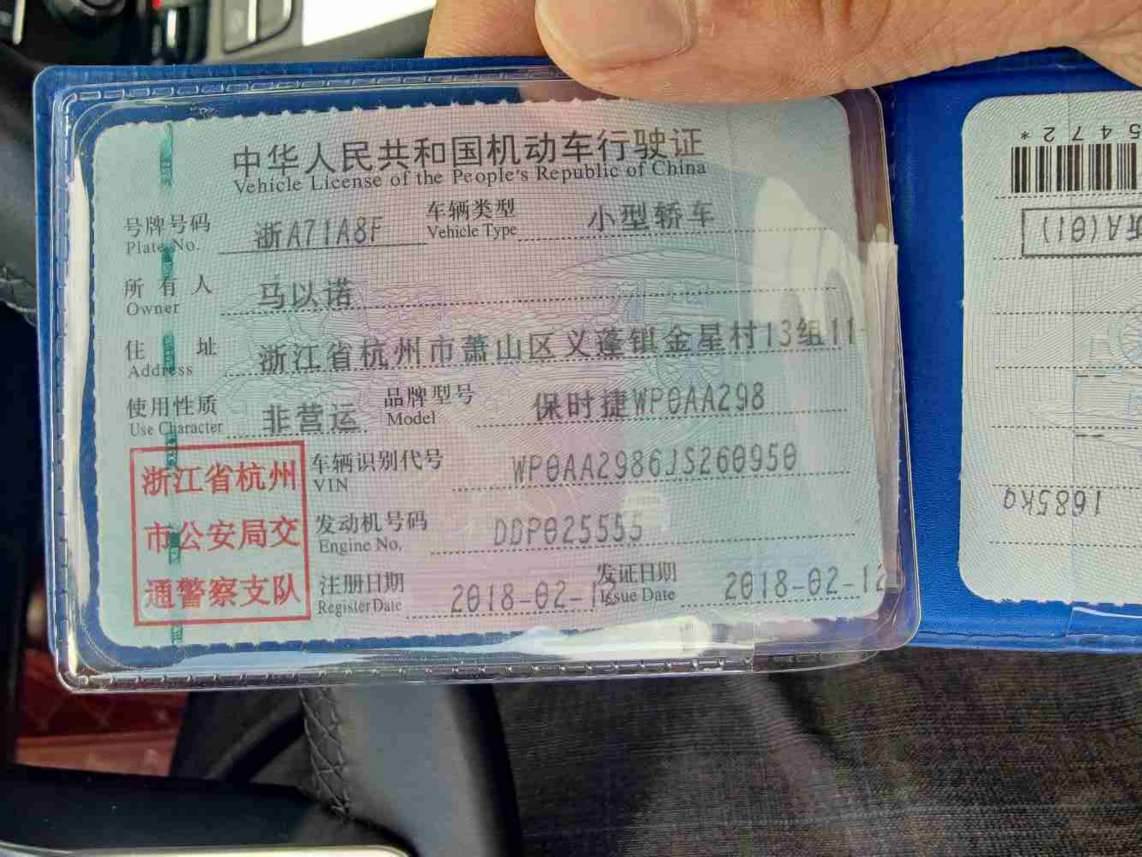 中华人民共和国机动车行驶证
Vehicle License of the People's Republic of China
号牌号码 浙A71A8F 车辆类型 小型轿车
Plate No. Vehicle Type
所有人 马以诺
Owner
住址 浙江省杭州市萧山区义蓬镇金星村13组11
Address
使用性质 非营运 品牌型号 保时捷WP0AA298
Use Character Model
浙江省杭州
市公安局交
通警察支队
车辆识别代号 WP0AA2986JS260950
VIN
发动机号码 DDP025555
Engine No.
注册日期 2018-02-12 发证日期 2018-02-12
Register Date Issue Date
5472*
浙A(01)
1685kg